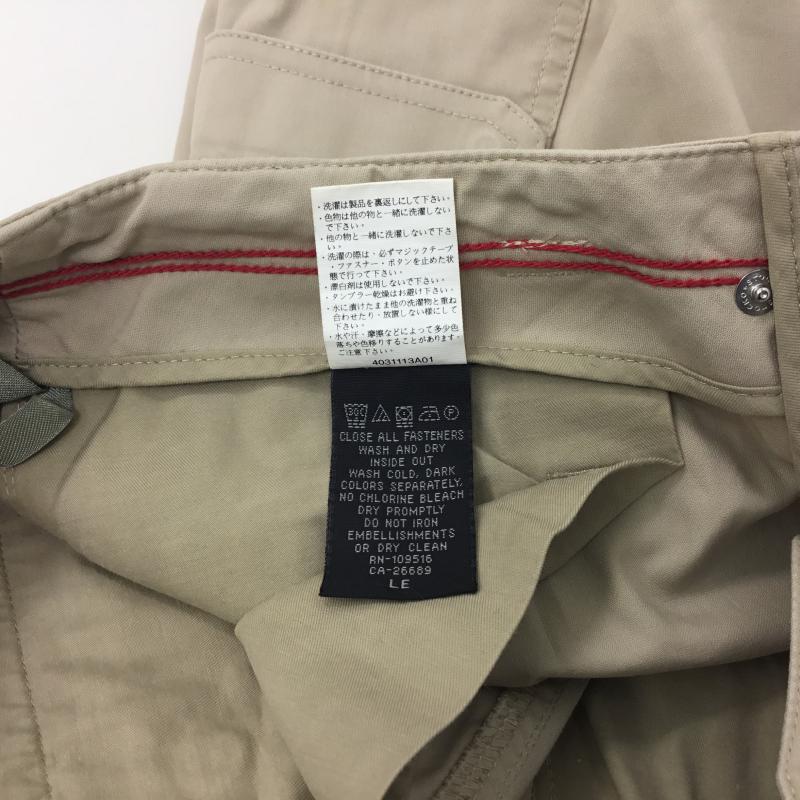 ・洗濯は製品を裏返しにして下さい。
・色物は他の物と一緒に洗濯しない
で下さい。
・他の物と一緒に洗濯しないで下さ
い。
・洗濯の際は、必ずマジックテープ
・ファスナー・ボタンを止めた状
態で行って下さい。
・漂白剤は使用しないで下さい。
・タンブラー乾燥はお避け下さい。
・水に漬けたまま他の洗濯物と重ね
合わせたり、放置しない様にして
下さい。
・水や汗、摩擦などによって多少色
落ちや色移りすることがあります。
ご注意下さい。
4031113A01
30C
P
CLOSE ALL FASTENERS
WASH AND DRY
INSIDE OUT
WASH COLD, DARK
COLORS SEPARATELY,
NO CHLORINE BLEACH
DRY PROMPTLY
DO NOT IRON
EMBELLISHMENTS
OR DRY CLEAN
RN-109516
CA-26689
LE